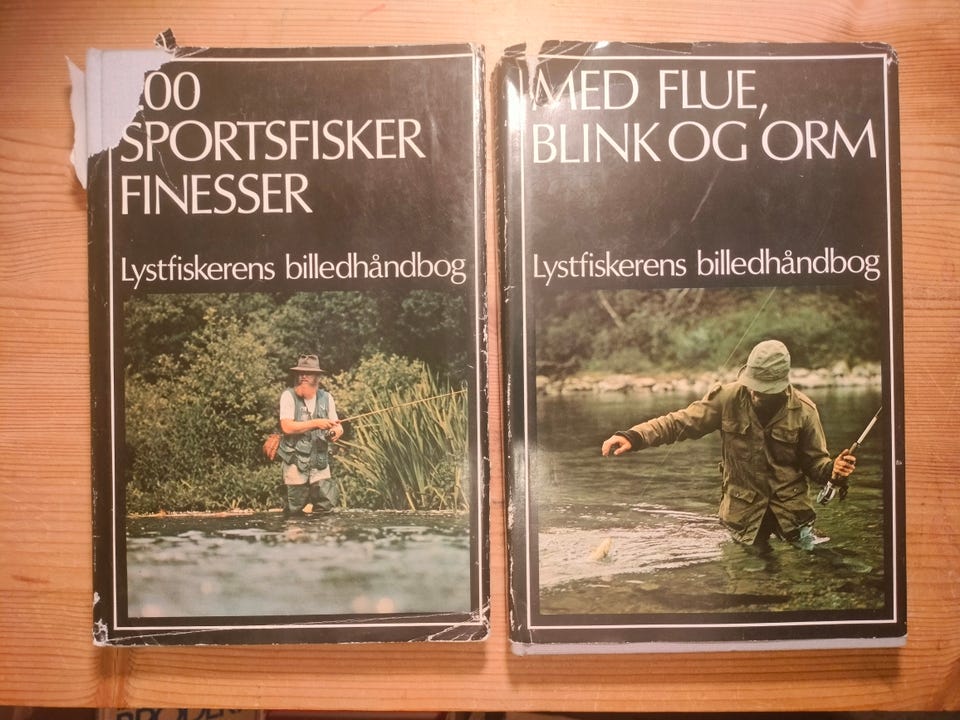 00
SPORTSFISKER
FINESSER
Lystfiskerens billedhåndbog
MED FLUE,
BLINK OG ORM
Lystfiskerens billedhåndbog